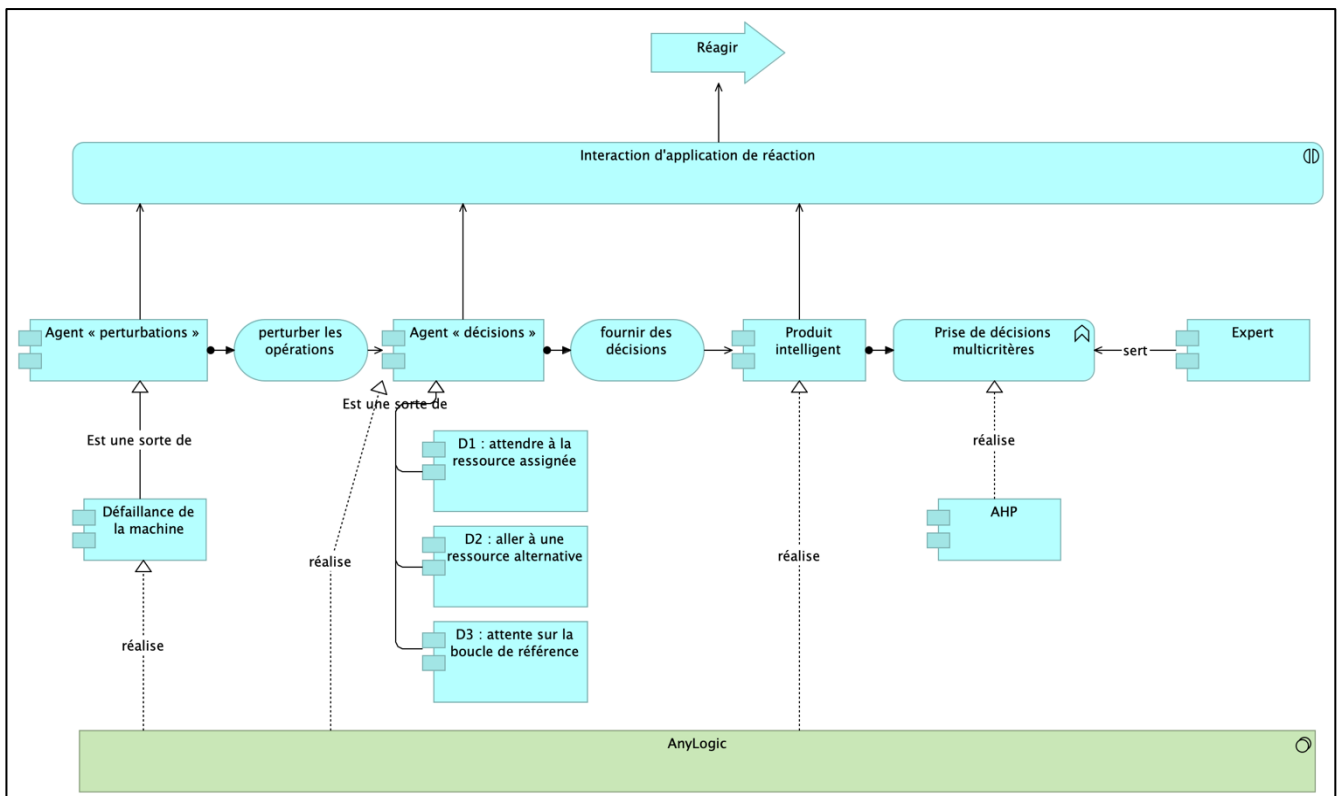 Réagir
Interaction d'application de réaction
Agent « perturbations »
perturber les
opérations
Agent « décisions »
fournir des
décisions
Produit
intelligent
Prise de décisions
multicritères
sert
Expert
Est une sorte de
Est une sorte de
D1 : attendre à la
ressource assignée
réalise
Défaillance de
la machine
AHP
D2 : aller à une
ressource alternative
réalise
réalise
D3 : attente sur la
boucle de référence
réalise
AnyLogic